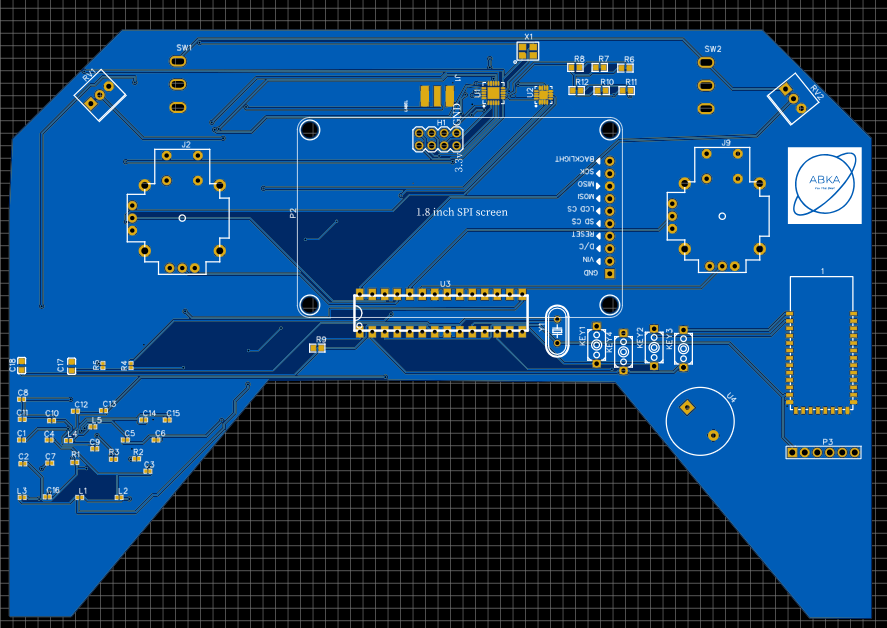 X1
SW1
SW2
R8 R7 R6
RV1
RV2
R12 R10 R11
U1
U2
H1
GND
3.3v
J2
J9
ABKA
P2
1.8 inch SPI screen
BACKLIGHT
SCK
MISO
MOSI
LCD CS
SD CS
RESET
D/C
VIN
GND
1
U3
Y1
KEY1
KEY4
KEY2
KEY3
R9
C18
C17
R5
R4
C8
C12 C13
C11 C10
C14 C15
L5
C1 C4 L4
C5 C6
C9
C2 C7 R1
R3 R2
C3
L3 C16 L1 L2
U4
P3